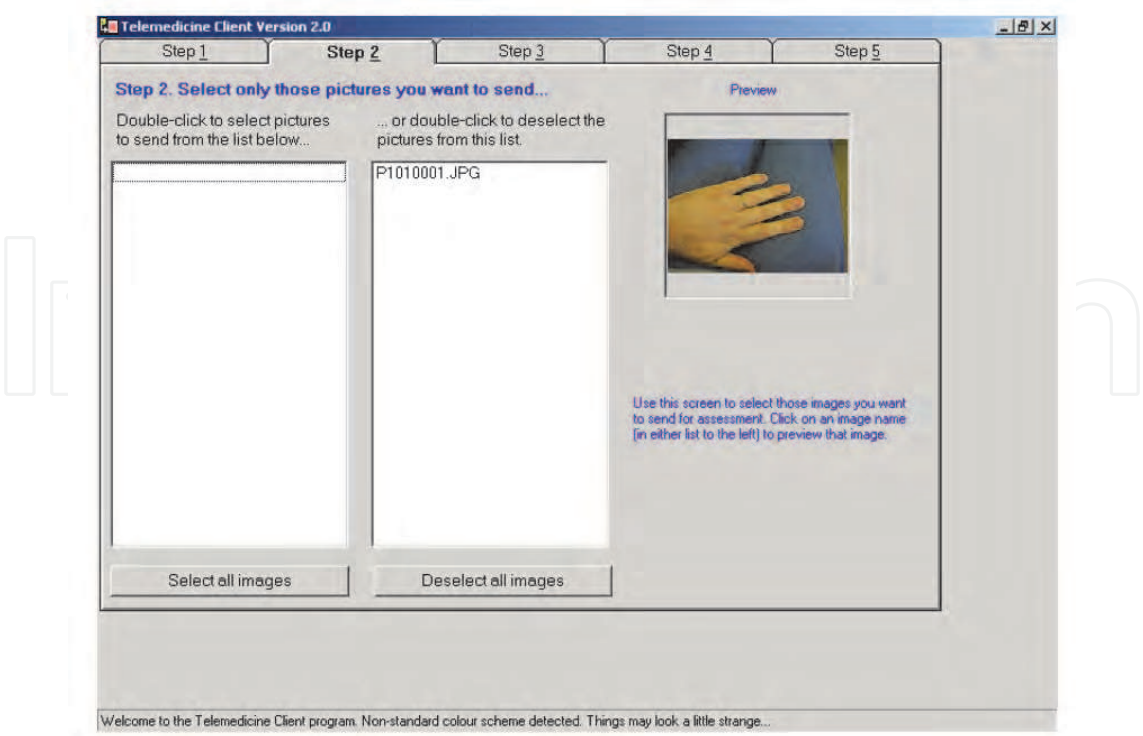 Telemedicine Client Version 2.0
Step 1
Step 2
Step 3
Step 4
Step 5
Step 2. Select only those pictures you want to send...
Preview
Double-click to select pictures
to send from the list below...
... or double-click to deselect the
pictures from this list.
P1010001.JPG
Use this screen to select those images you want
to send for assessment. Click on an image name
(in either list to the left) to preview that image.
Select all images
Deselect all images
Welcome to the Telemedicine Client program. Non-standard colour scheme detected. Things may look a little strange...